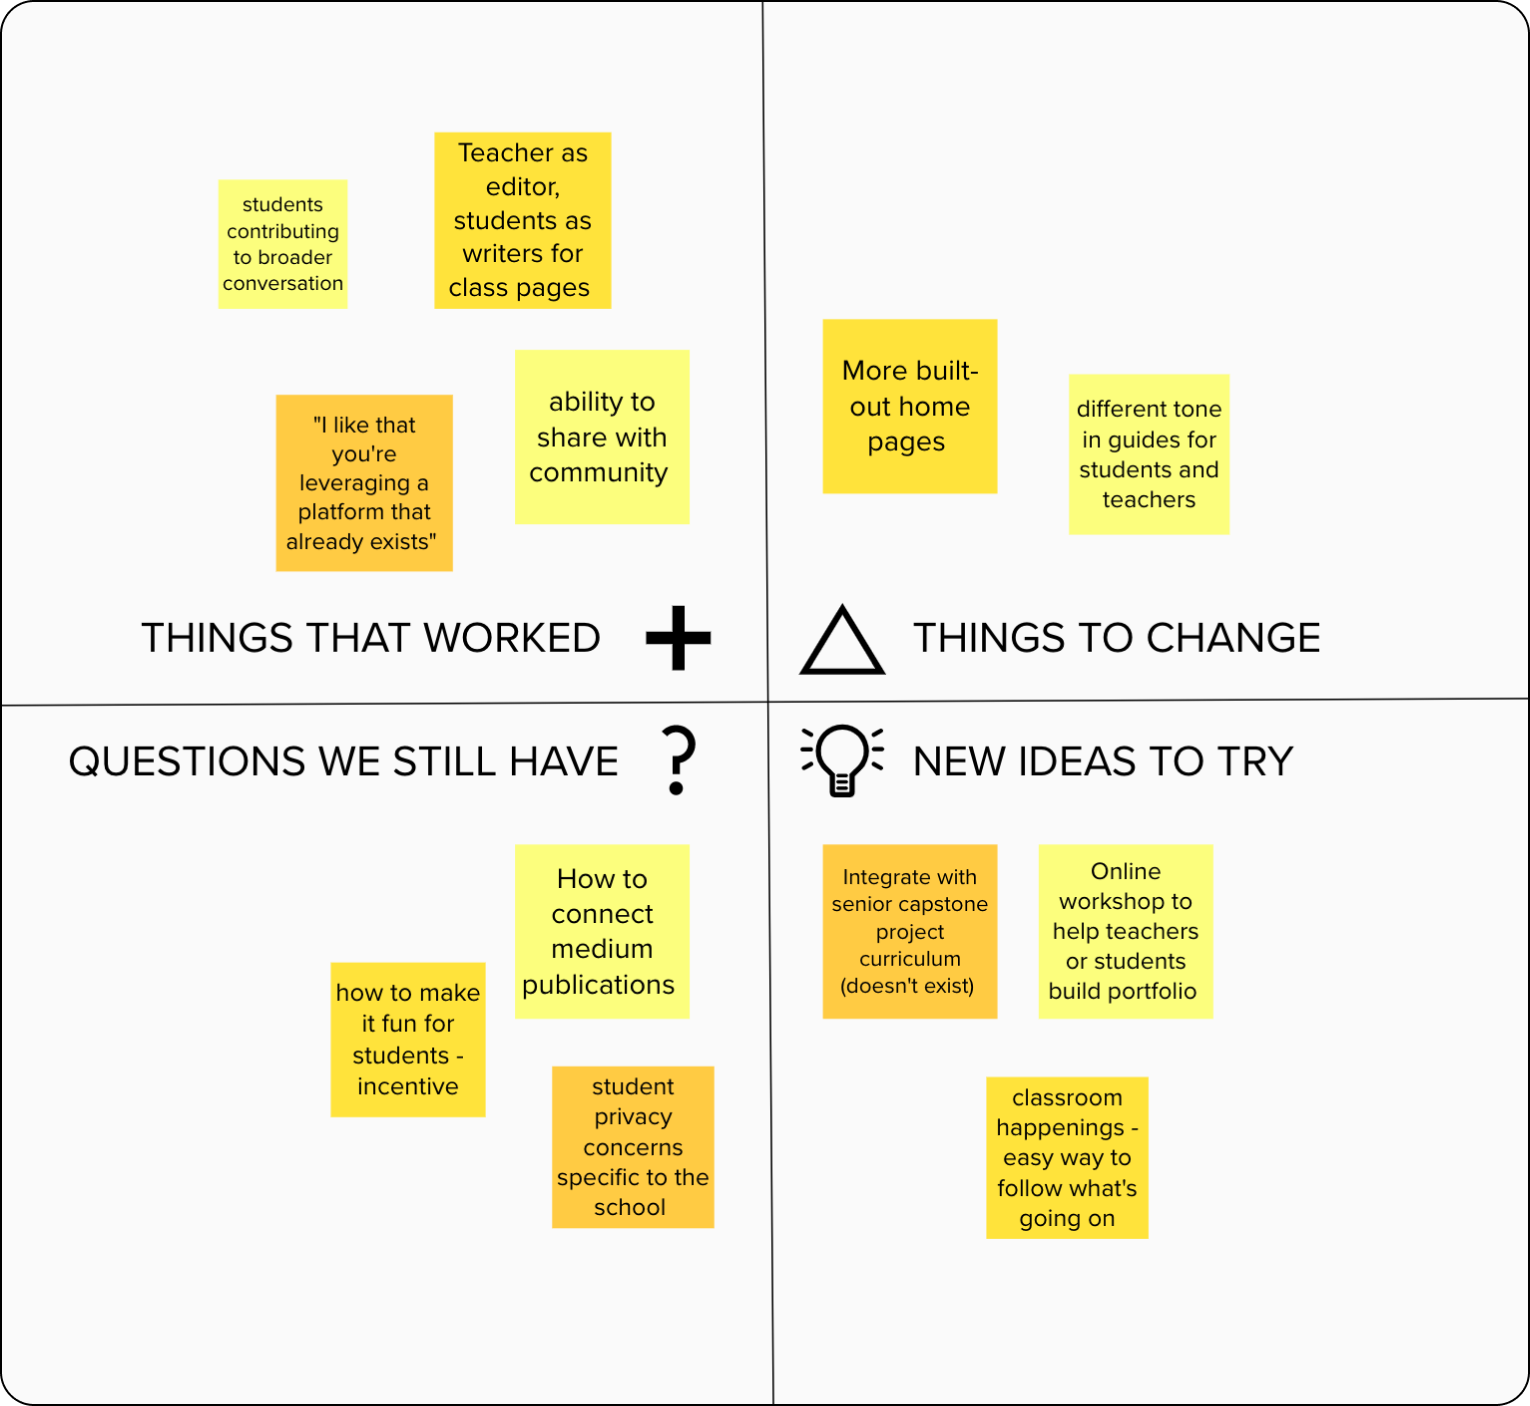 students
contributing
to broader
conversation
Teacher as
editor,
students as
writers for
class pages
"I like that
you're
leveraging a
platform that
already exists"
ability to
share with
community
THINGS THAT WORKED
More built-
out home
pages
different tone
in guides for
students and
teachers
THINGS TO CHANGE
QUESTIONS WE STILL HAVE ?
How to
connect
medium
publications
how to make
it fun for
students -
incentive
student
privacy
concerns
specific to the
school
NEW IDEAS TO TRY
Integrate with
senior capstone
project
curriculum
(doesn't exist)
Online
workshop to
help teachers
or students
build portfolio
classroom
happenings -
easy way to
follow what's
going on